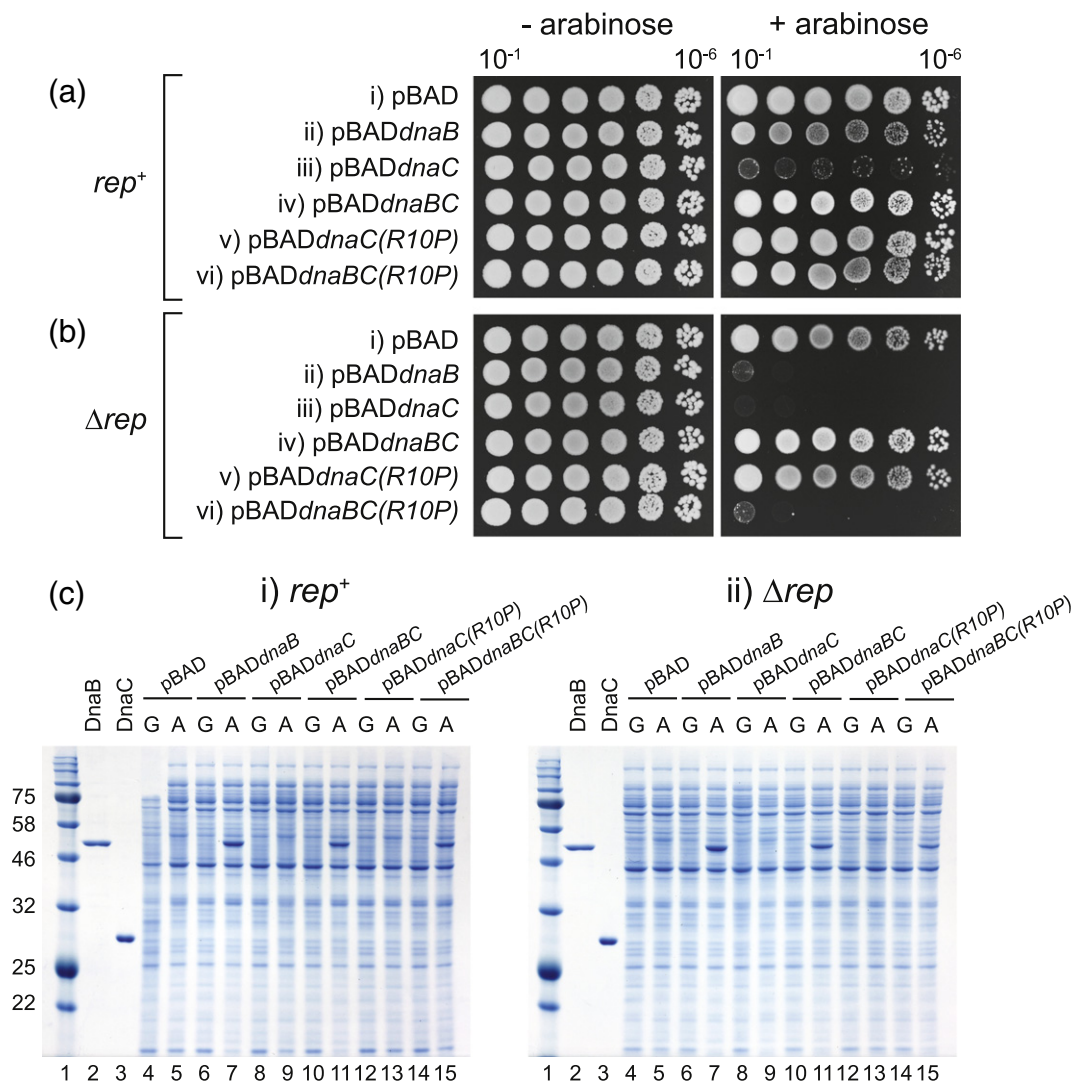 - arabinose + arabinose
10-1 10-6 10-1 10-6
(a)
rep+
i) pBAD
ii) pBADdnaB
iii) pBADdnaC
iv) pBADdnaBC
v) pBADdnaC(R10P)
vi) pBADdnaBC(R10P)
(b)
Δrep
i) pBAD
ii) pBADdnaB
iii) pBADdnaC
iv) pBADdnaBC
v) pBADdnaC(R10P)
vi) pBADdnaBC(R10P)
(c)
i) rep+
DnaB
DnaC
pBAD
pBADdnaB
pBADdnaC
pBADdnaBC
pBADdnaC(R10P)
pBADdnaBC(R10P)
G A G A G A G A G A G A
75
58
46
32
25
22
1 2 3 4 5 6 7 8 9 10 11 12 13 14 15
ii) Δrep
DnaB
DnaC
pBAD
pBADdnaB
pBADdnaC
pBADdnaBC
pBADdnaC(R10P)
pBADdnaBC(R10P)
G A G A G A G A G A G A
1 2 3 4 5 6 7 8 9 10 11 12 13 14 15